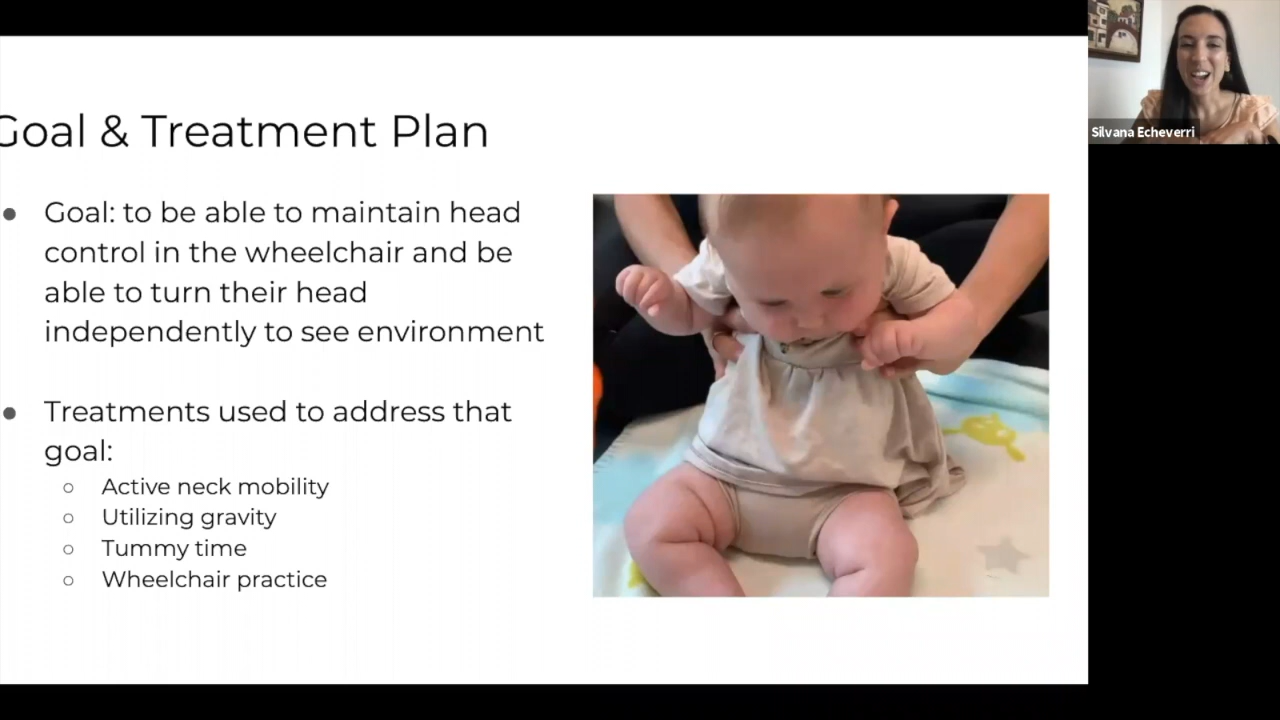 Goal & Treatment Plan
Silvana Echeverri
● Goal: to be able to maintain head
control in the wheelchair and be
able to turn their head
independently to see environment
● Treatments used to address that
goal:
○ Active neck mobility
○ Utilizing gravity
○ Tummy time
○ Wheelchair practice